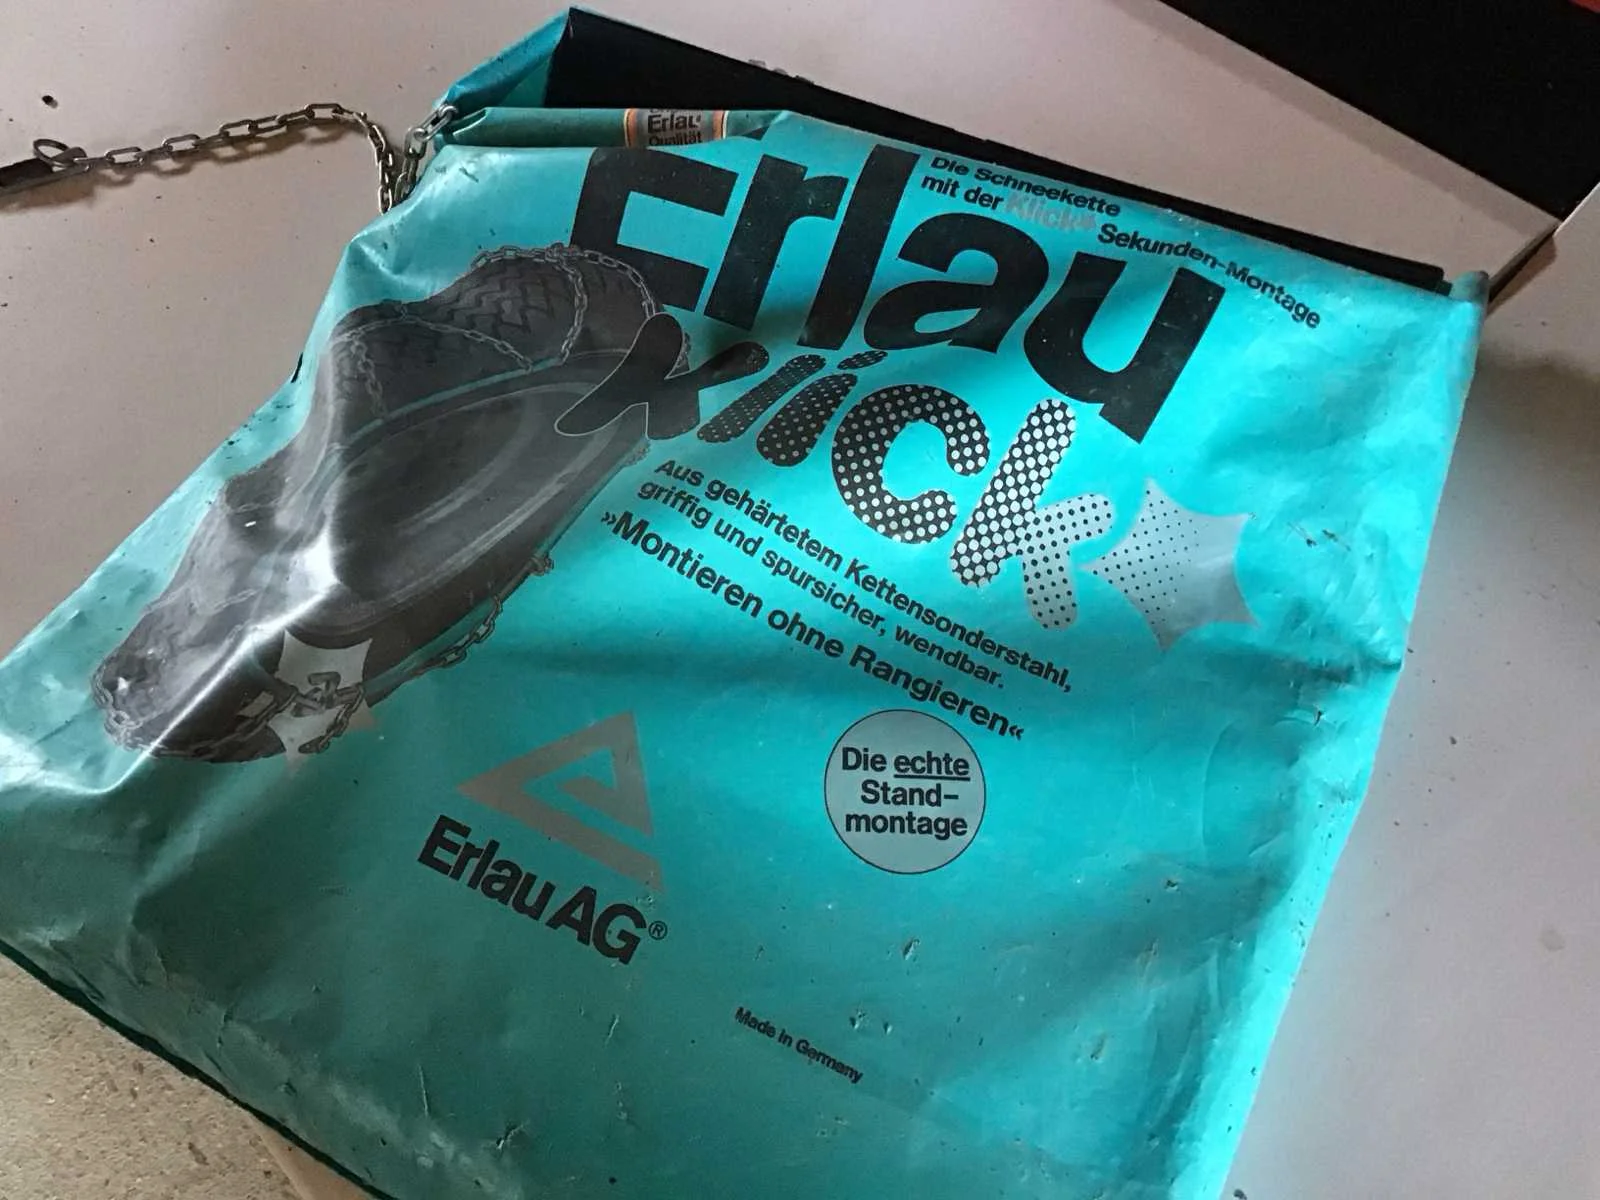 Erlau
Qualität
Die Schneekette
mit der Klick
Sekunden-Montage
Erlau
klick
Aus gehärtetem Kettensonderstahl,
griffig und spursicher, wendbar.
»Montieren ohne Rangieren«
Die echte
Stand-
montage
Erlau AG®
Made in Germany